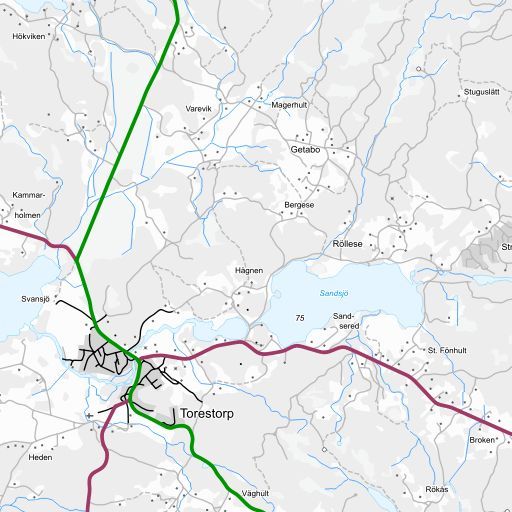 Hökviken
Stuguslätt
Varevik
Magerhult
Getabo
Kammar-
holmen
Bergese
Röllese
Str
Hägnen
Svansjö
Sandsjö
75
Sand-
sered
St. Fönhult
Torestorp
Broken
Heden
Väghult
Rökås